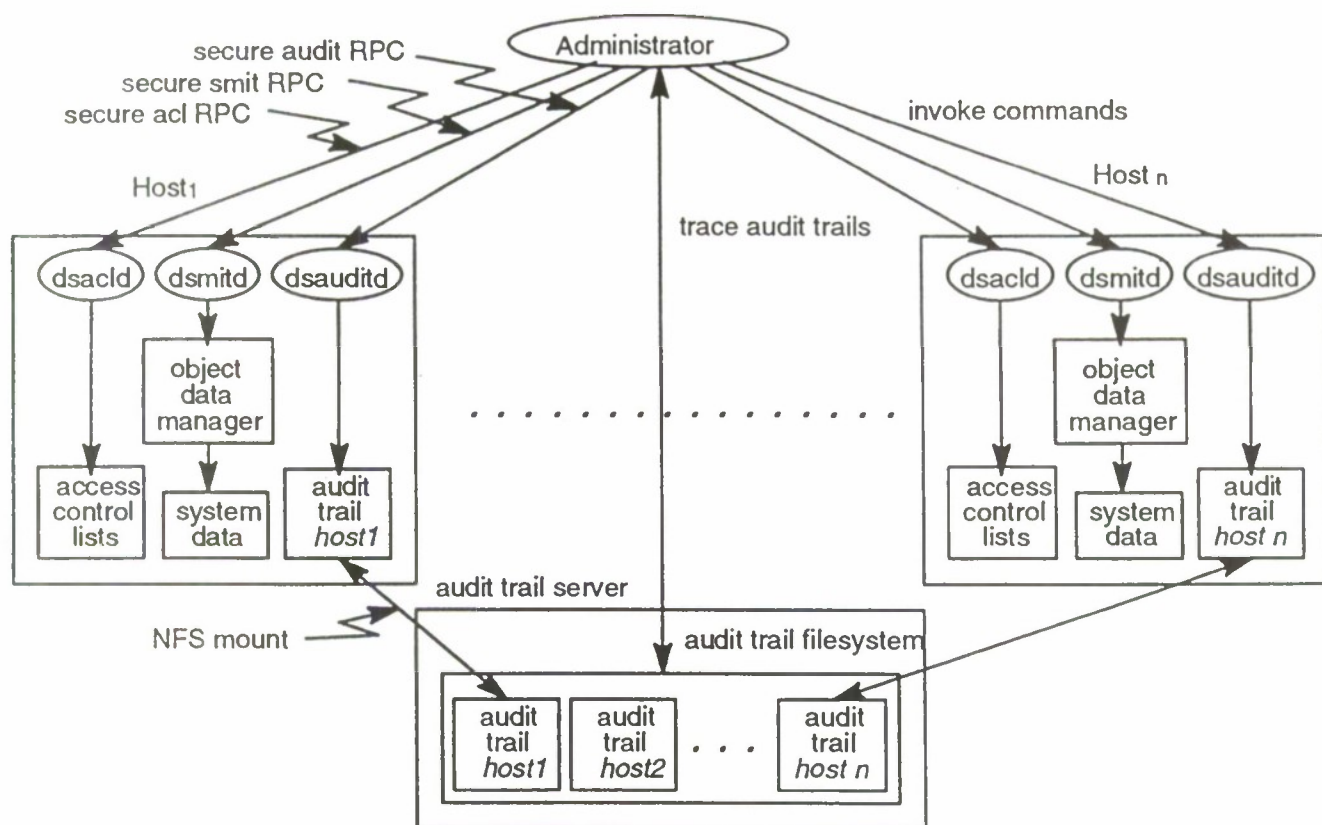 Administrator
secure audit RPC
secure smit RPC
secure acl RPC
invoke commands
Host1
Host n
trace audit trails
dsacld
dsmitd
dsauditd
object
data
manager
access
control
lists
system
data
audit
trail
host1
dsacld
dsmitd
dsauditd
object
data
manager
access
control
lists
system
data
audit
trail
host n
. . . . . . . . . . . . . . . . .
audit trail server
NFS mount
audit trail filesystem
audit
trail
host1
audit
trail
host2
. . .
audit
trail
host n